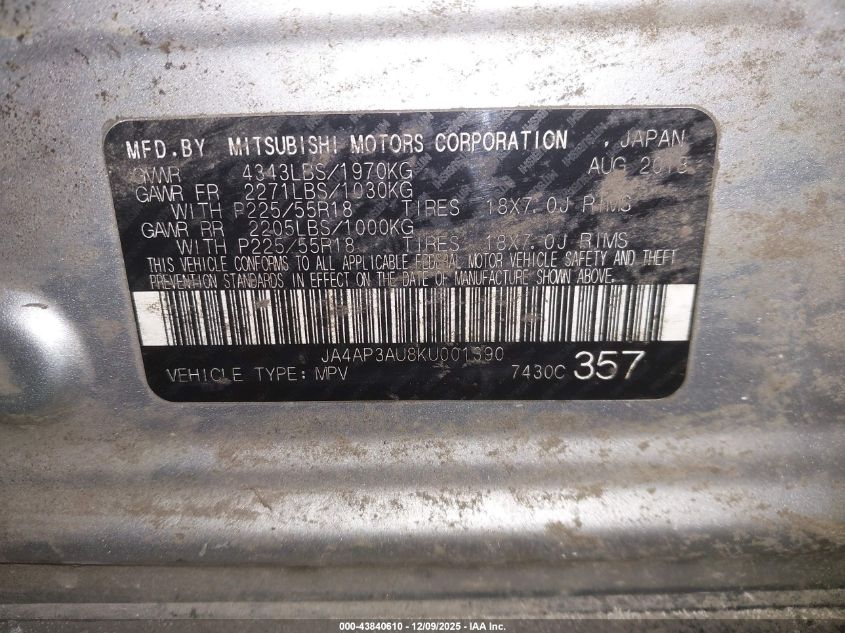 MFD.BY MITSUBISHI MOTORS CORPORATION , JAPAN
GVWR 4343LBS/1970KG AUG
GAWR FR 2271LBS/1030KG
WITH P225/55R18 TIRES 18X7.0J RIMS
GAWR RR 2205LBS/1000KG
WITH P225/55R18 TIRES 18X7.0J RIMS
THIS VEHICLE CONFORMS TO ALL APPLICABLE FEDERAL MOTOR VEHICLE SAFETY AND THEFT
PREVENTION STANDARDS IN EFFECT ON THE DATE OF MANUFACTURE SHOWN ABOVE.
JA4AP3AU8KU001590
VEHICLE TYPE: MPV 7430C 357
000-43840610 - 12/09/2025 - IAA Inc.